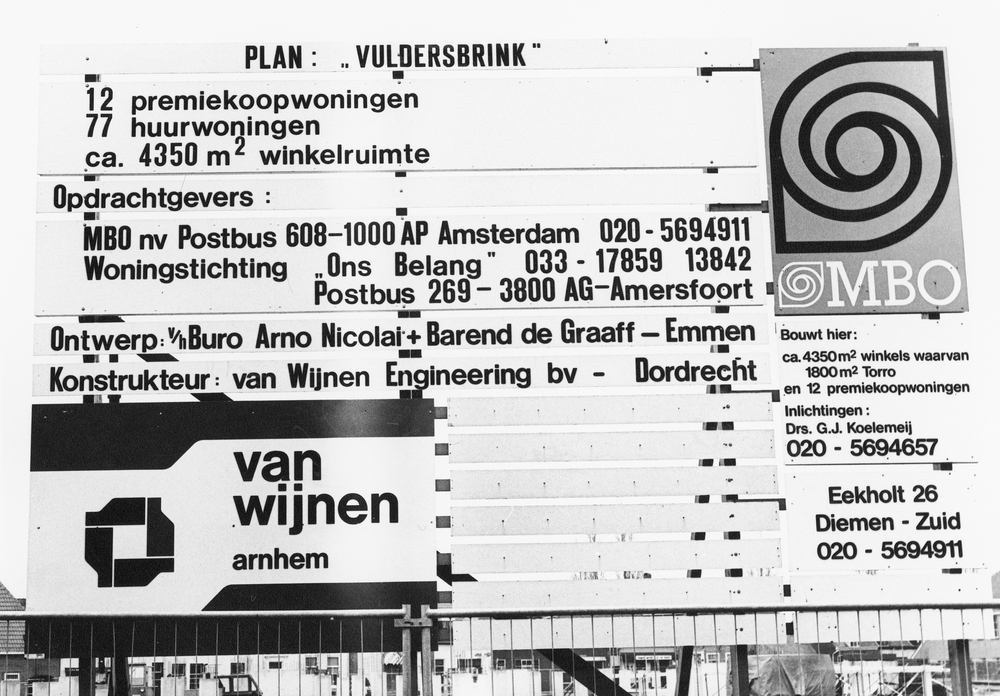 PLAN : „ VULDERSBRINK "
12 premiekoopwoningen
77 huurwoningen
ca. 4350 m² winkelruimte
Opdrachtgevers :
MBO nv Postbus 608-1000 AP Amsterdam 020-5694911
Woningstichting „Ons Belang" 033-17859 13842
Postbus 269-3800 AG-Amersfoort
Ontwerp: v/h Buro Arno Nicolai + Barend de Graaff - Emmen
Konstrukteur: van Wijnen Engineering bv - Dordrecht
van
wijnen
arnhem
MBO
Bouwt hier:
ca. 4350 m² winkels waarvan
1800 m² Torro
en 12 premiekoopwoningen
Inlichtingen:
Drs. G.J. Koelemeij
020 - 5694657
Eekholt 26
Diemen - Zuid
020 - 5694911